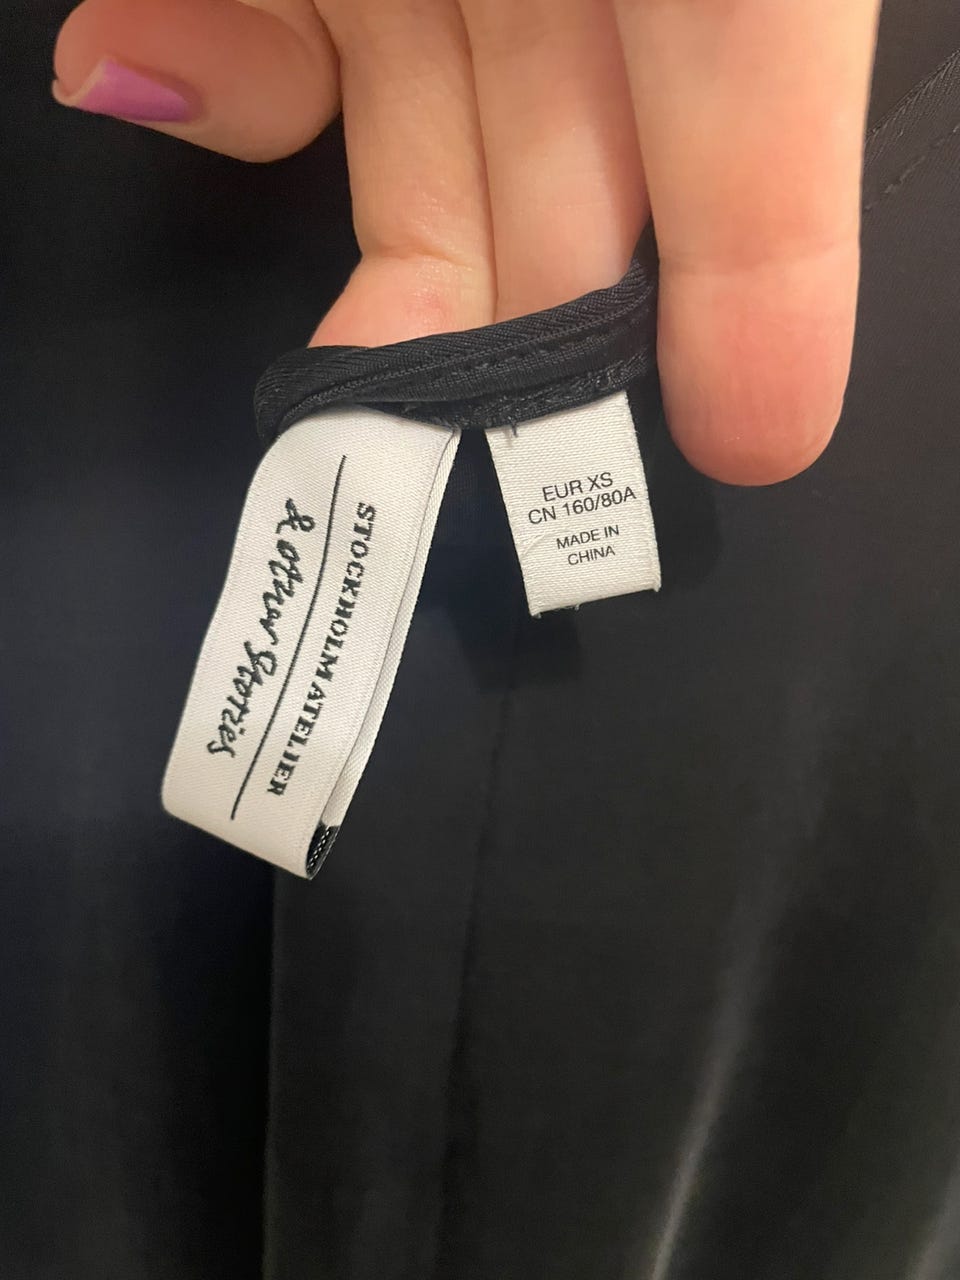 STOCKHOLM ATELIER
& Other Stories
EUR XS
CN 160/80A
MADE IN
CHINA